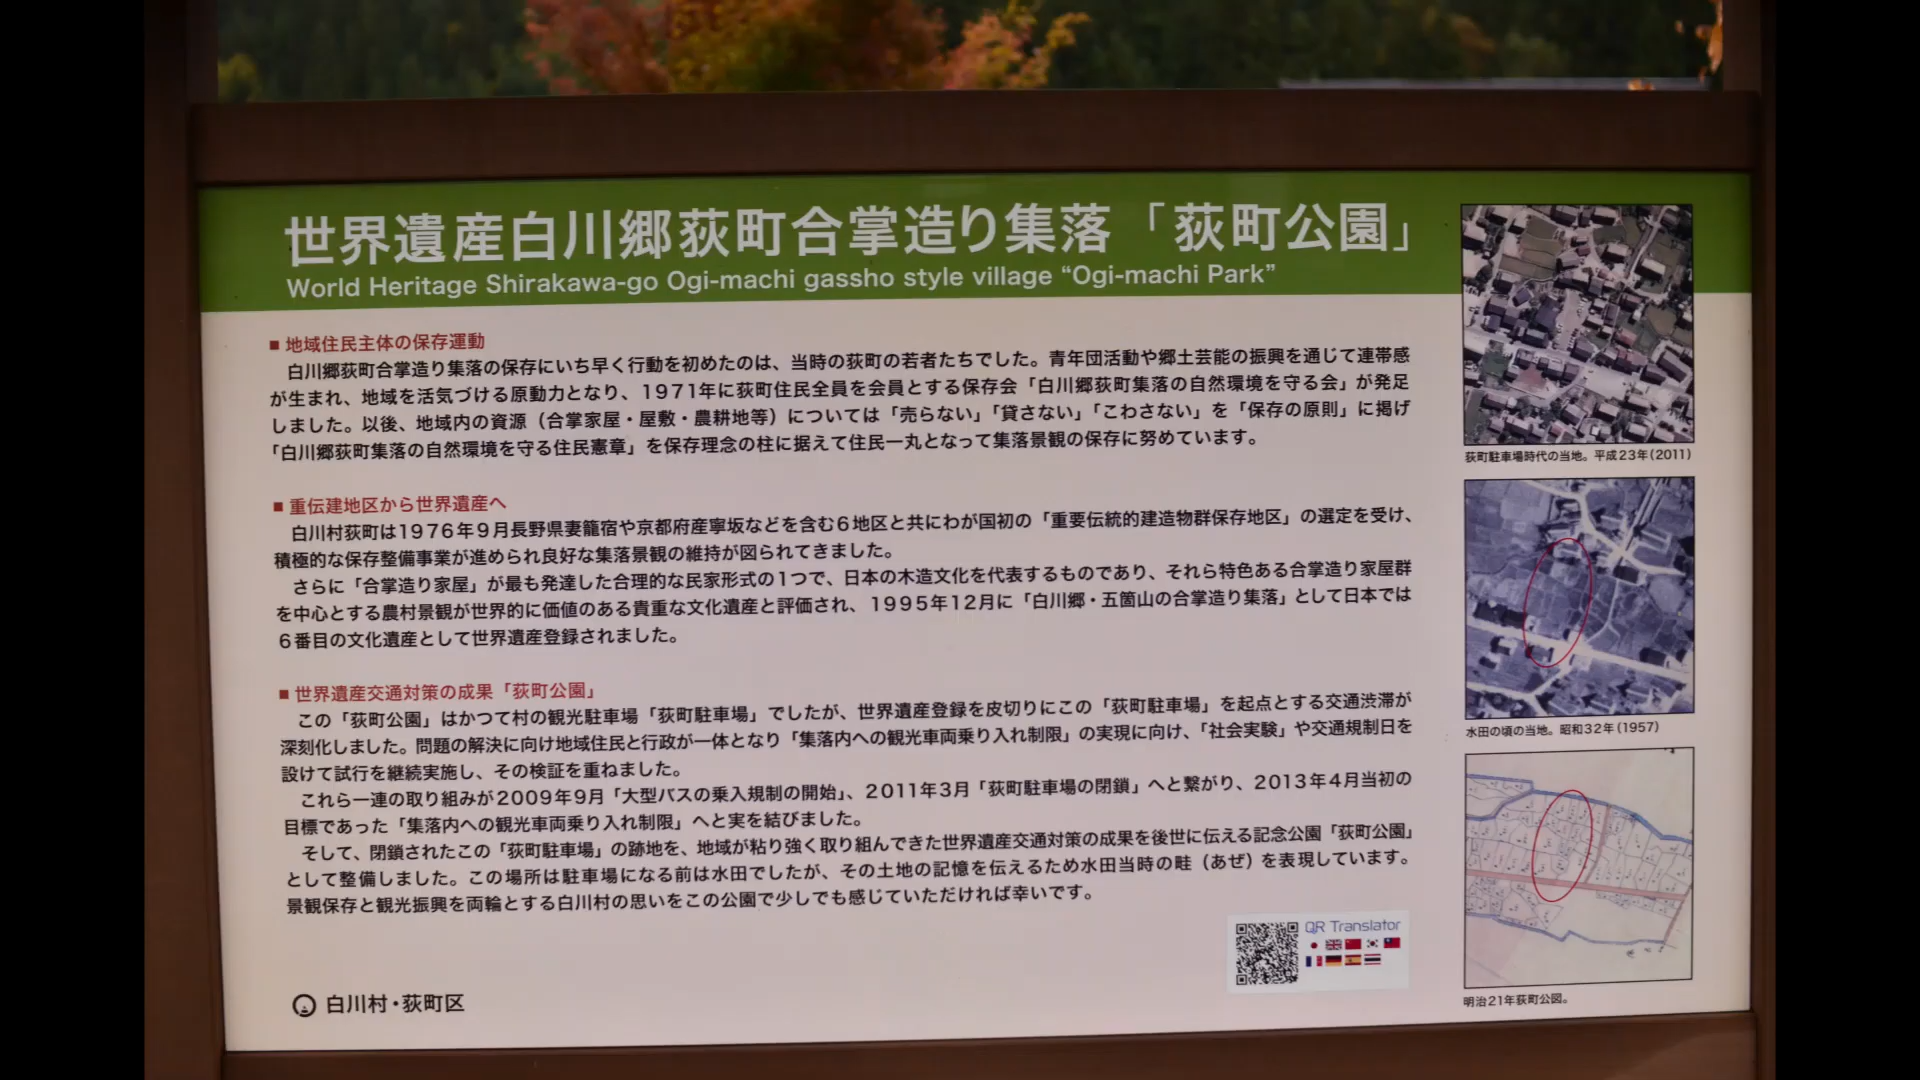 世界遺産白川郷荻町合掌造り集落「荻町公園」
World Heritage Shirakawa-go Ogi-machi gassho style village “Ogi-machi Park”
■ 地域住民主体の保存運動
白川郷荻町合掌造り集落の保存にいち早く行動を初めたのは、当時の荻町の若者たちでした。青年団活動や郷土芸能の振興を通じて連帯感
が生まれ、地域を活気づける原動力となり、1971年に荻町住民全員を会員とする保存会「白川郷荻町集落の自然環境を守る会」が発足
しました。以後、地域内の資源（合掌家屋・屋敷・農耕地等）については「売らない」「貸さない」「こわさない」を「保存の原則」に掲げ
「白川郷荻町集落の自然環境を守る住民憲章」を保存理念の柱に据えて住民一丸となって集落景観の保存に努めています。
■ 重伝建地区から世界遺産へ
白川村荻町は1976年9月長野県妻籠宿や京都府産寧坂などを含む6地区と共にわが国初の「重要伝統的建造物群保存地区」の選定を受け、
積極的な保存整備事業が進められ良好な集落景観の維持が図られてきました。
さらに「合掌造り家屋」が最も発達した合理的な民家形式の1つで、日本の木造文化を代表するものであり、それら特色ある合掌造り家屋群
を中心とする農村景観が世界的に価値のある貴重な文化遺産と評価され、1995年12月に「白川郷・五箇山の合掌造り集落」として日本では
6番目の文化遺産として世界遺産登録されました。
■ 世界遺産交通対策の成果「荻町公園」
この「荻町公園」はかつて村の観光駐車場「荻町駐車場」でしたが、世界遺産登録を皮切りにこの「荻町駐車場」を起点とする交通渋滞が
深刻化しました。問題の解決に向け地域住民と行政が一体となり「集落内への観光車両乗り入れ制限」の実現に向け、「社会実験」や交通規制日を
設けて試行を継続実施し、その検証を重ねました。
これら一連の取り組みが2009年9月「大型バスの乗入規制の開始」、2011年3月「荻町駐車場の閉鎖」へと繋がり、2013年4月当初の
目標であった「集落内への観光車両乗り入れ制限」へと実を結びました。
そして、閉鎖されたこの「荻町駐車場」の跡地を、地域が粘り強く取り組んできた世界遺産交通対策の成果を後世に伝える記念公園「荻町公園」
として整備しました。この場所は駐車場になる前は水田でしたが、その土地の記憶を伝えるため水田当時の畦（あぜ）を表現しています。
景観保存と観光振興を両輪とする白川村の思いをこの公園で少しでも感じていただければ幸いです。
QR Translator
白川村・荻町区
荻町駐車場時代の当地。平成23年(2011)
水田の頃の当地。昭和32年(1957)
明治21年荻町公図。